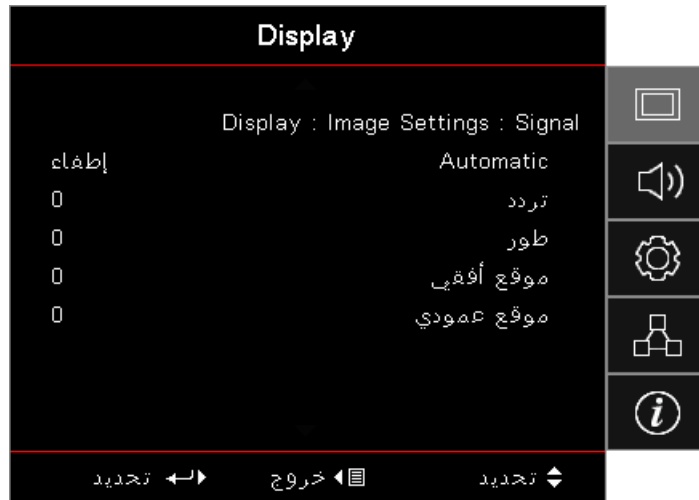 Display
Display : Image Settings : Signal
Automatic إطفاء
تردد 0
طور 0
موقع أفقي 0
موقع عمودي 0
تحديد خروج تحديد